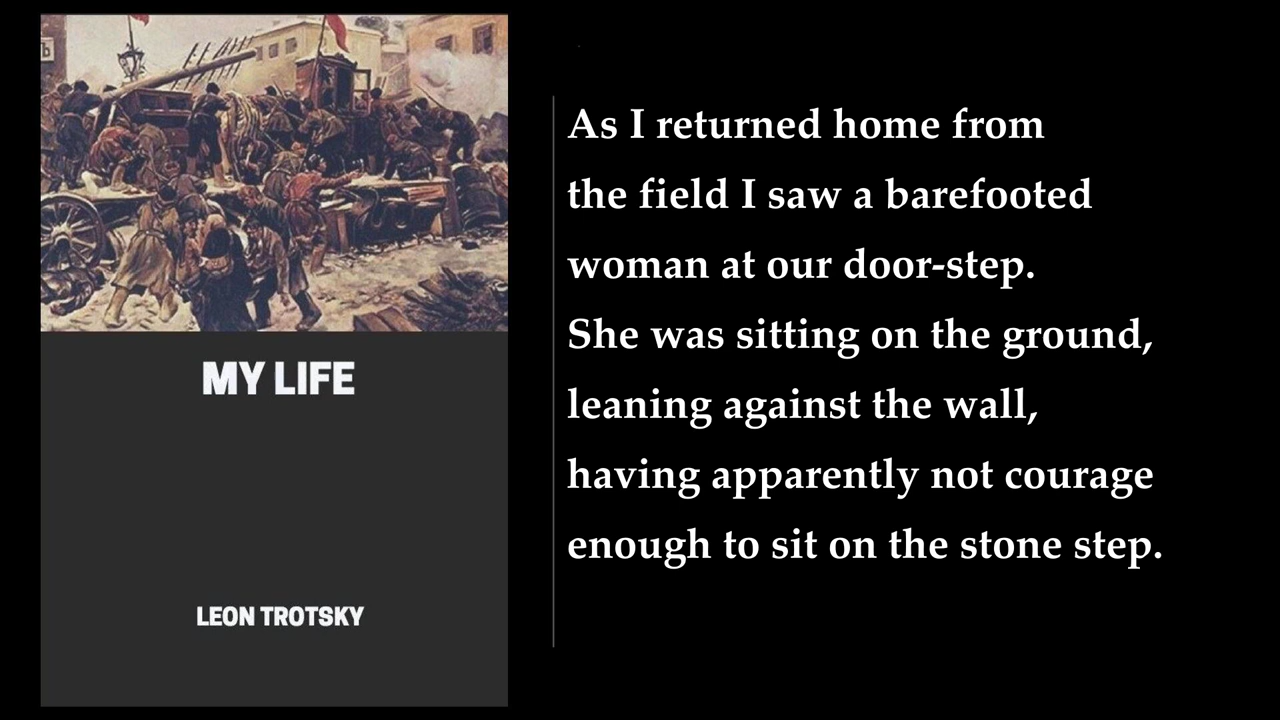 MY LIFE
LEON TROTSKY
As I returned home from
the field I saw a barefooted
woman at our door-step.
She was sitting on the ground,
leaning against the wall,
having apparently not courage
enough to sit on the stone step.